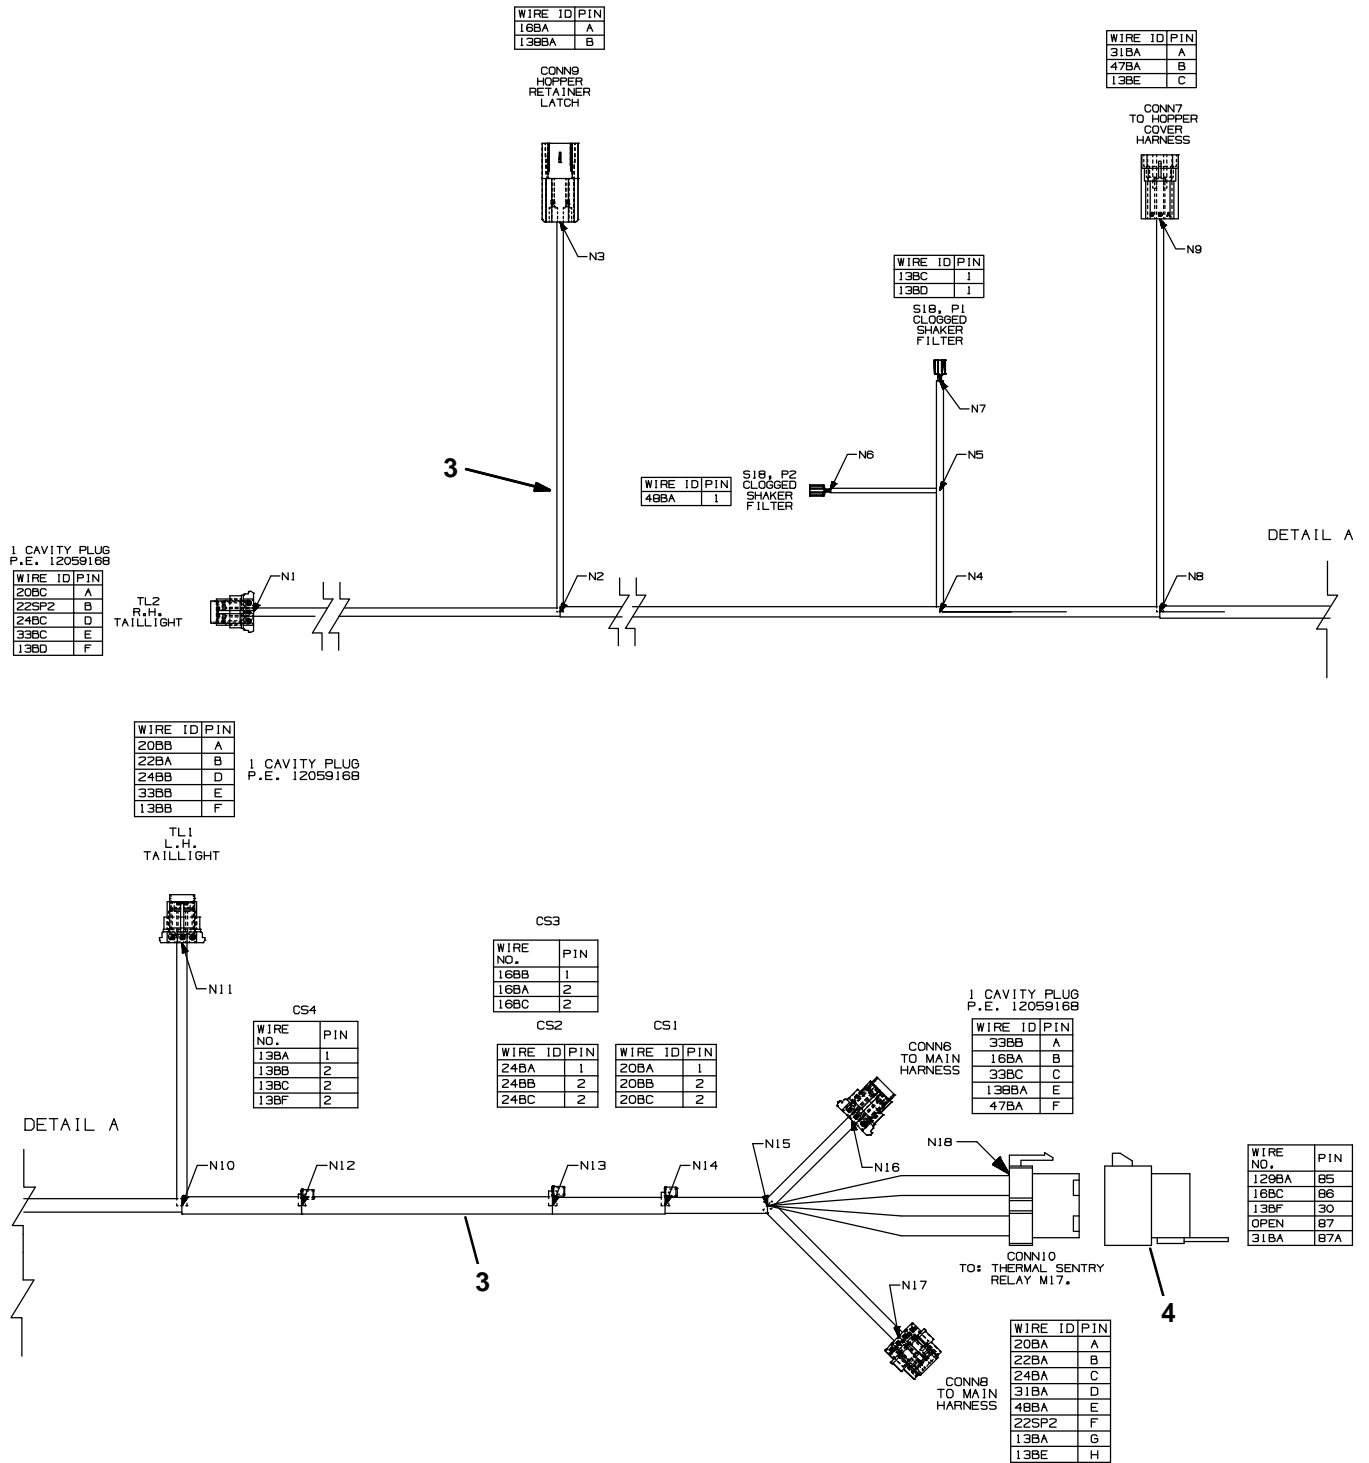 WIRE ID PIN
16BA A
138BA B
CONN9
HOPPER
RETAINER
LATCH
N3
WIRE ID PIN
31BA A
47BA B
13BE C
CONN7
TO HOPPER
COVER
HARNESS
N9
WIRE ID PIN
13BC 1
13BD 1
S18, P1
CLOGGED
SHAKER
FILTER
N7
3
WIRE ID PIN
48BA 1
S18, P2
CLOGGED
SHAKER
FILTER
N6
N5
DETAIL A
1 CAVITY PLUG
P.E. 12059168
WIRE ID PIN
20BC A
22SP2 B
24BC D
33BC E
13BD F
TL2
R.H.
TAILLIGHT
N1
N2
N4
N8
WIRE ID PIN
20BB A
22BA B
24BB D
33BB E
13BB F
1 CAVITY PLUG
P.E. 12059168
TL1
L.H.
TAILLIGHT
N11
CS4
WIRE
NO. PIN
13BA 1
13BB 2
13BC 2
13BF 2
CS3
WIRE
NO. PIN
16BB 1
16BA 2
16BC 2
CS2
WIRE ID PIN
24BA 1
24BB 2
24BC 2
CS1
WIRE ID PIN
20BA 1
20BB 2
20BC 2
1 CAVITY PLUG
P.E. 12059168
WIRE ID PIN
33BB A
16BA B
33BC C
138BA E
47BA F
CONN6
TO MAIN
HARNESS
DETAIL A
N10
N12
N13
N14
N15
N16
N18
WIRE
NO. PIN
129BA 85
16BC 86
13BF 30
OPEN 87
31BA 87A
CONN10
TO: THERMAL SENTRY
RELAY M17.
3
4
N17
CONN8
TO MAIN
HARNESS
WIRE ID PIN
20BA A
22BA B
24BA C
31BA D
48BA E
22SP2 F
13BA G
13BE H